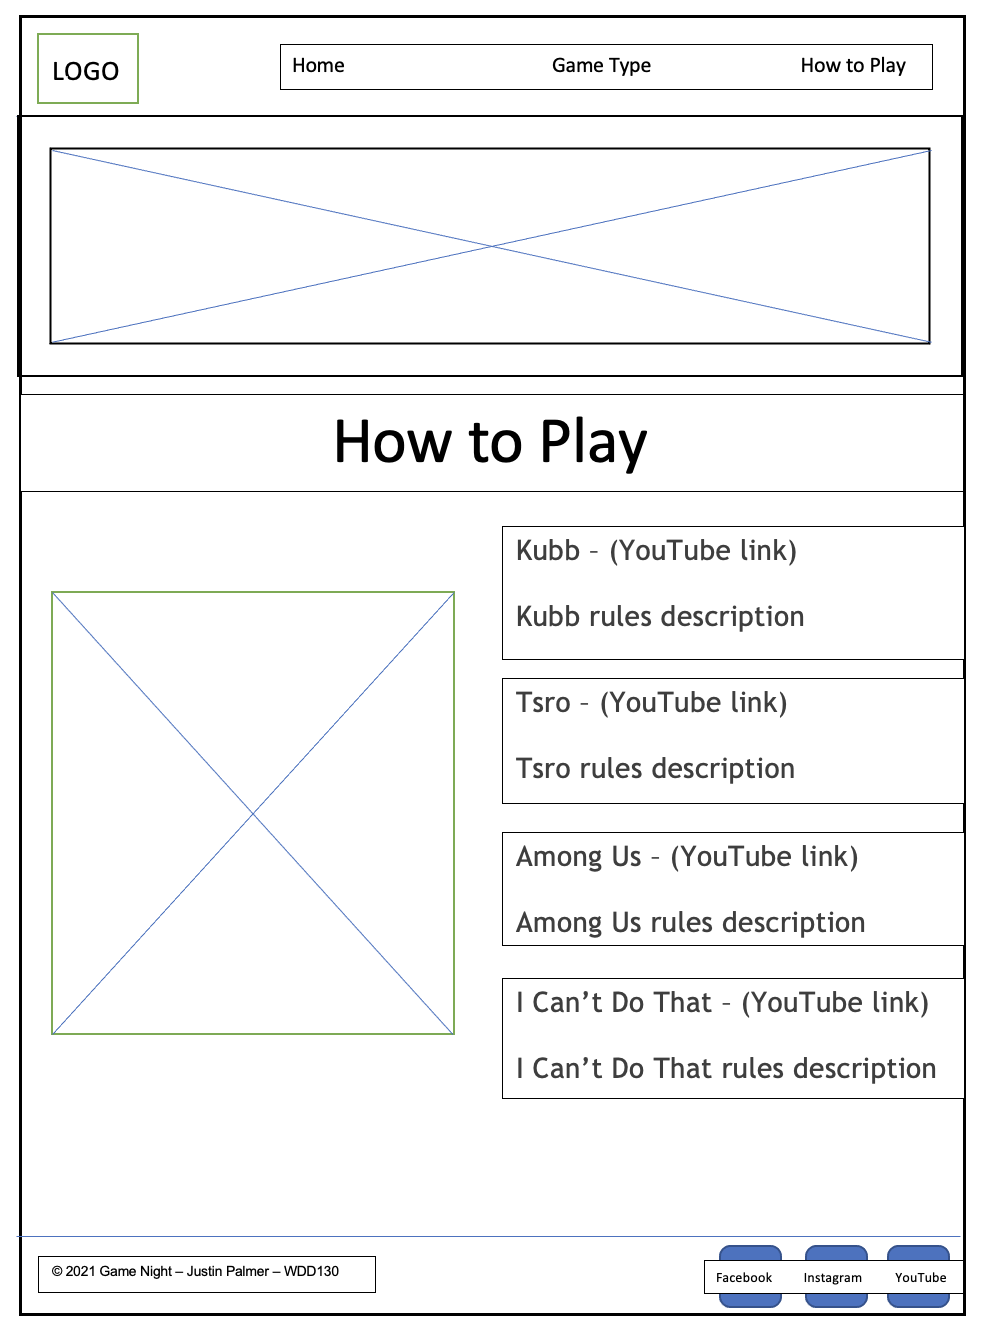 LOGO
Home Game Type How to Play
How to Play
Kubb – (YouTube link)
Kubb rules description
Tsro – (YouTube link)
Tsro rules description
Among Us – (YouTube link)
Among Us rules description
I Can’t Do That – (YouTube link)
I Can’t Do That rules description
© 2021 Game Night – Justin Palmer – WDD130
Facebook Instagram YouTube